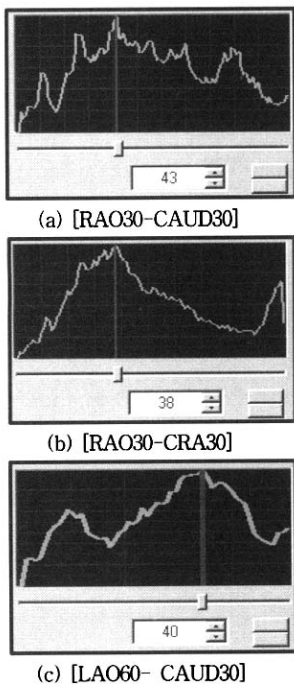 43
(a) [RAO30-CAUD30]
38
(b) [RAO30-CRA30]
40
(c) [LAO60- CAUD30]